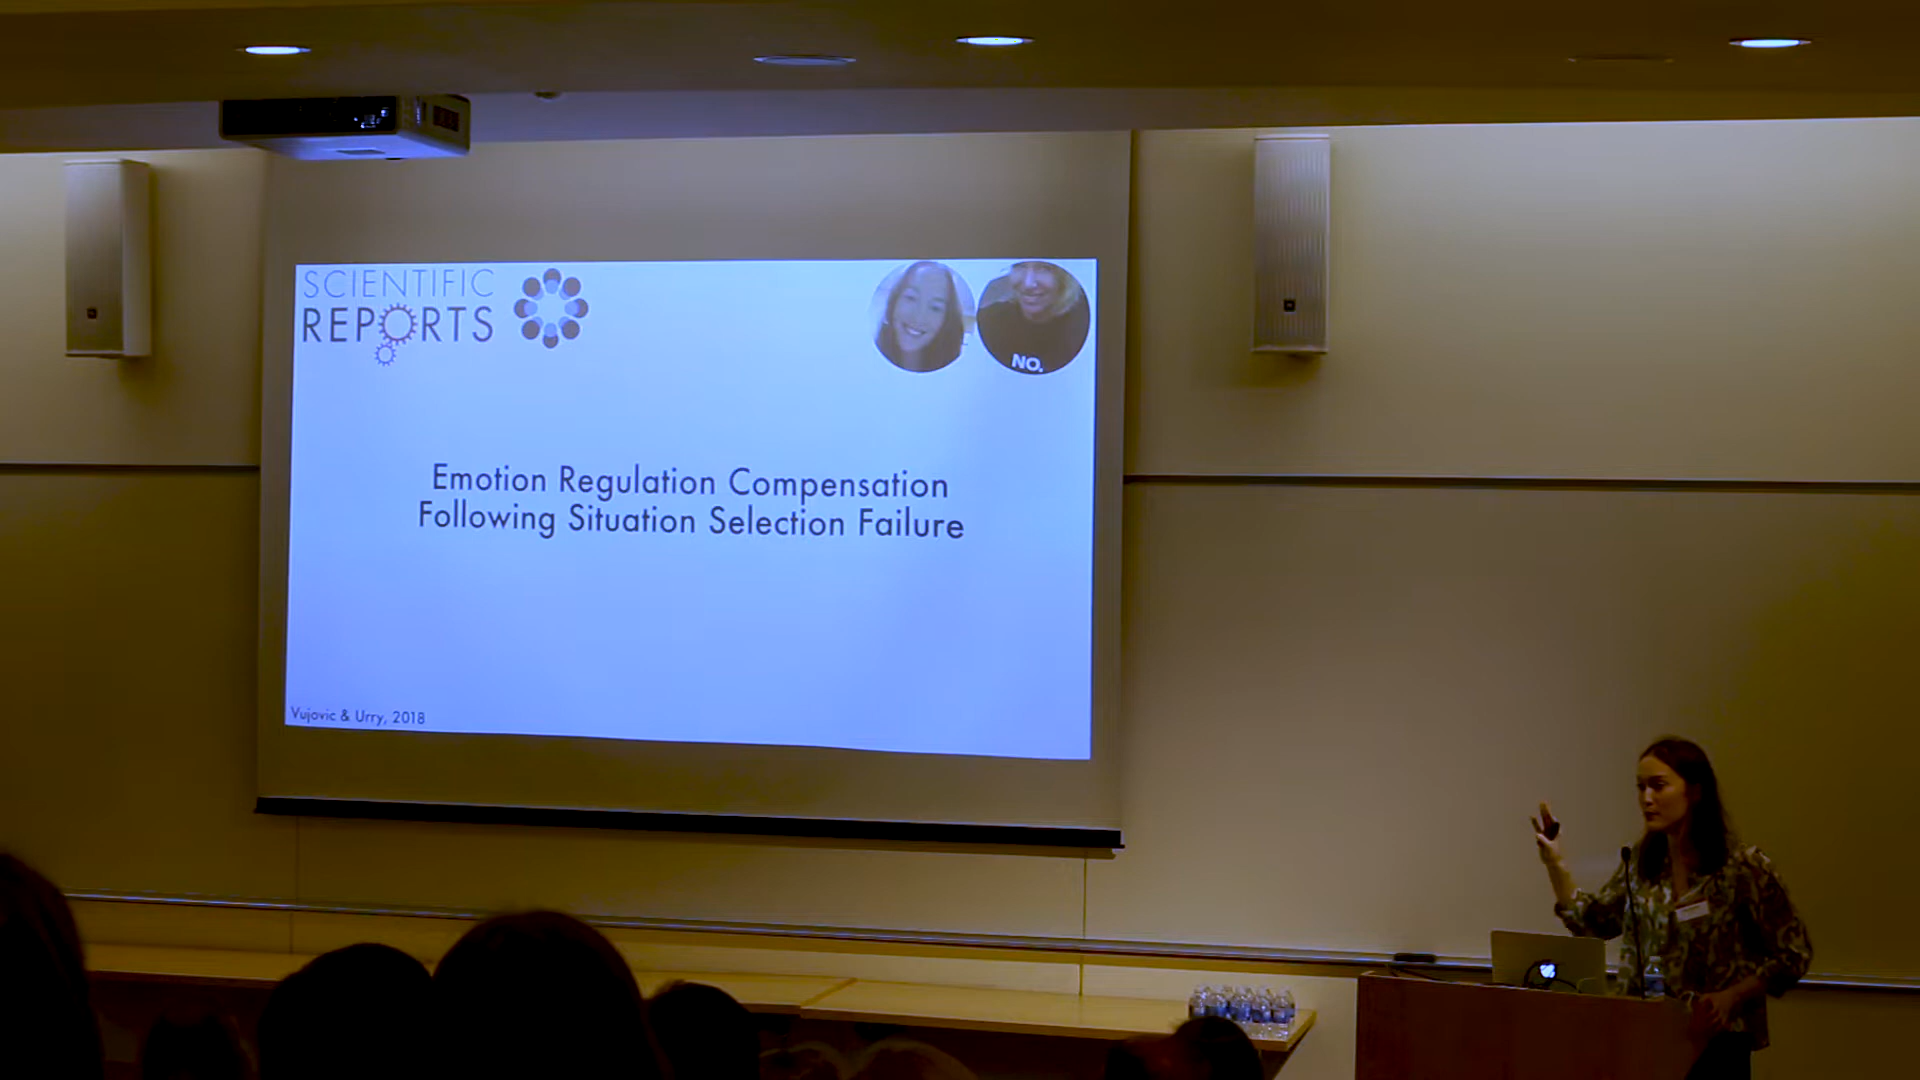 SCIENTIFIC
REPORTS
NO.
Emotion Regulation Compensation
Following Situation Selection Failure
Vujovic & Urry, 2018